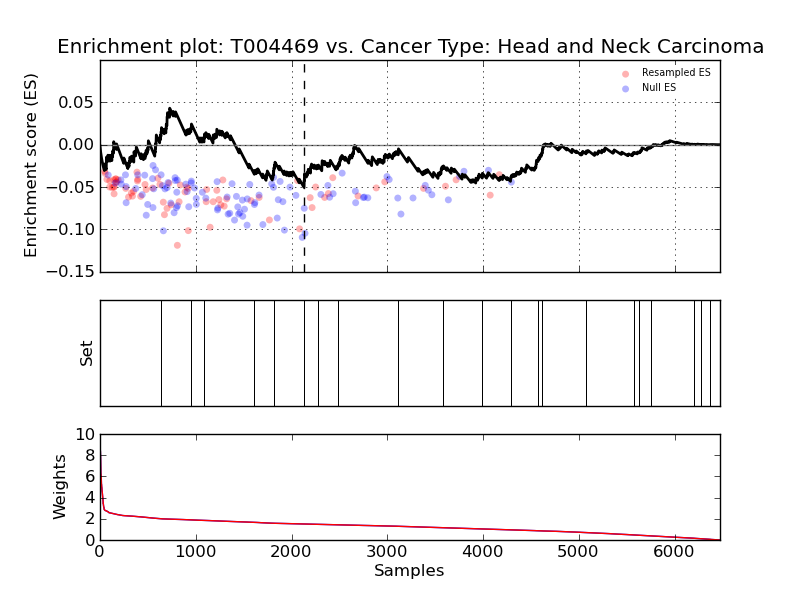 Enrichment plot: T004469 vs. Cancer Type: Head and Neck Carcinoma
Enrichment score (ES)
0.05
0.00
−0.05
−0.10
−0.15
Resampled ES
Null ES
Set
Weights
10
8
6
4
2
0
0 1000 2000 3000 4000 5000 6000
Samples